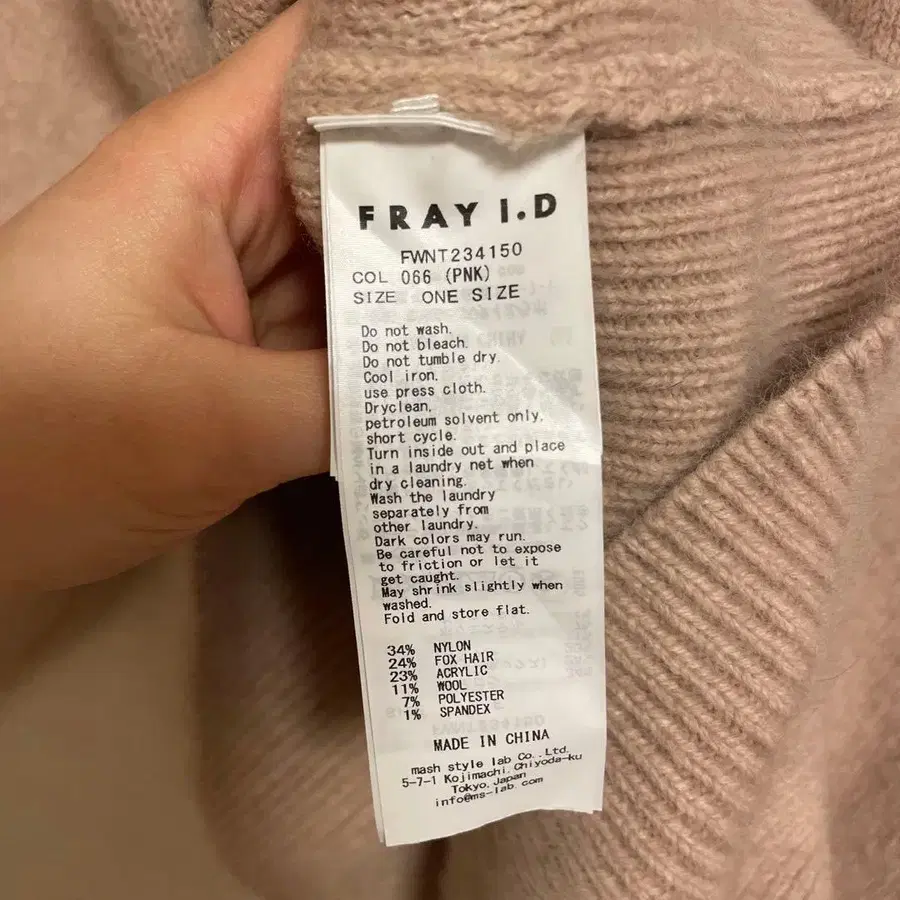 FRAY I.D
FWNT234150
COL 066 (PNK)
SIZE ONE SIZE
Do not wash.
Do not bleach.
Do not tumble dry.
Cool iron,
use press cloth.
Dryclean,
petroleum solvent only,
short cycle.
Turn inside out and place
in a laundry net when
dry cleaning.
Wash the laundry
separately from
other laundry.
Dark colors may run.
Be careful not to expose
to friction or let it
get caught.
May shrink slightly when
washed.
Fold and store flat.
34% NYLON
24% FOX HAIR
23% ACRYLIC
11% WOOL
7% POLYESTER
1% SPANDEX
MADE IN CHINA
mash style lab Co.,Ltd.
5-7-1 Kojimachi,Chiyoda-ku
Tokyo,Japan
info@ms-lab.com